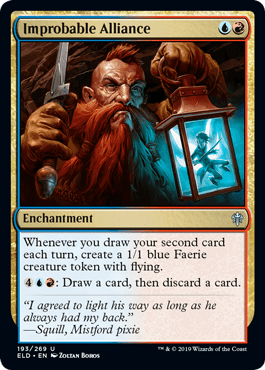 Improbable Alliance
Enchantment
Whenever you draw your second card
each turn, create a 1/1 blue Faerie
creature token with flying.
4: Draw a card, then discard a card.
“I agreed to light his way as long as he
always had my back.”
—Squill, Mistford pixie
193/269 U
ELD • EN ZOLTAN BOROS
™ & © 2019 Wizards of the Coast